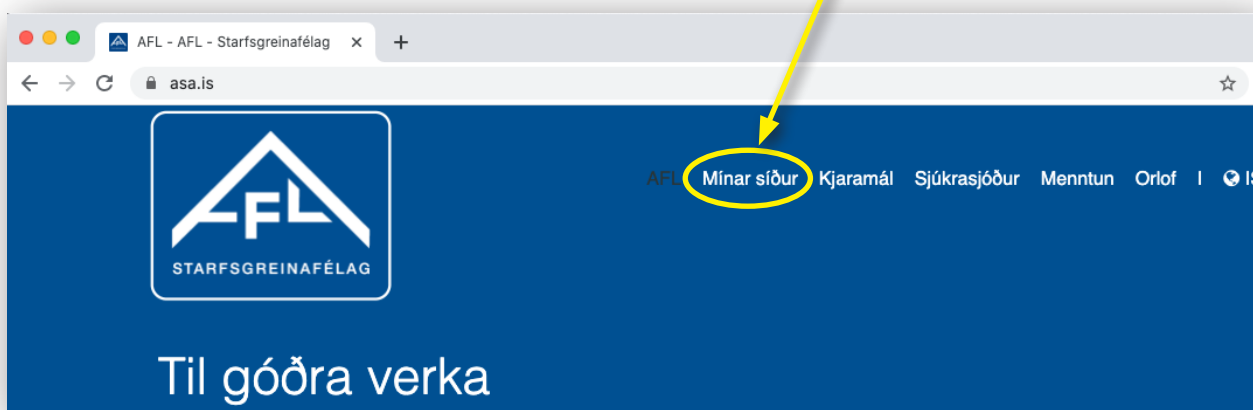 AFL - AFL - Starfsgreinafélag
asa.is
AFL Mínar síður Kjaramál Sjúkrasjóður Menntun Orlof I IS
AFL
STARFSGREINAFÉLAG
Til góðra verka